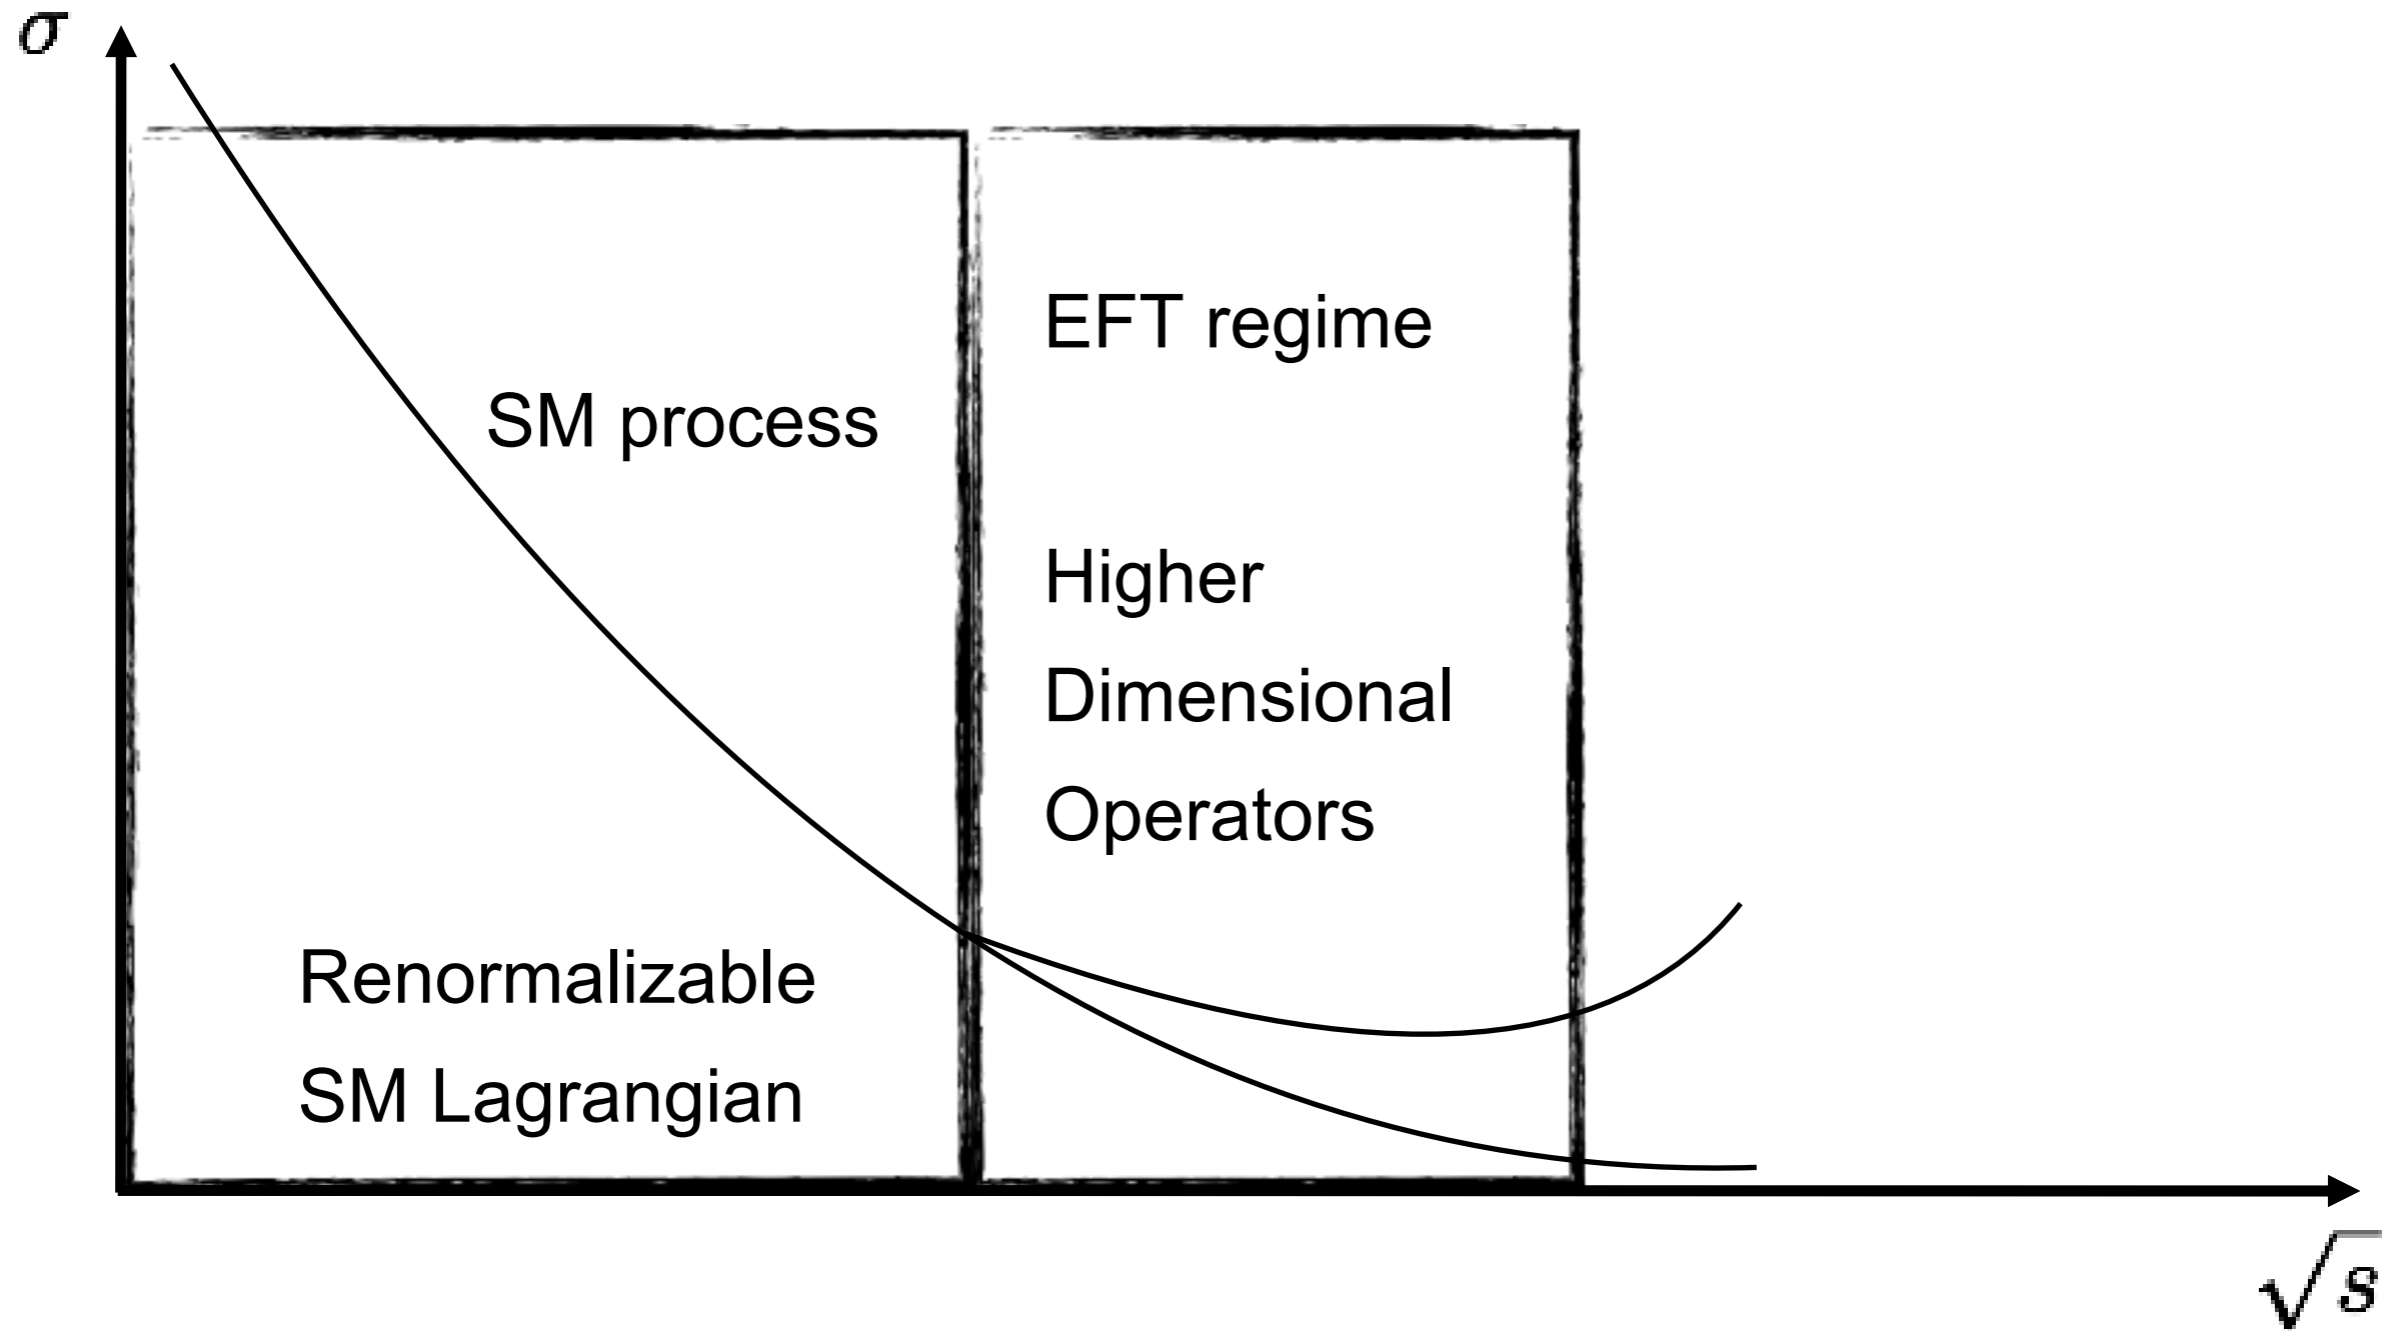 σ
EFT regime
SM process
Higher
Dimensional
Operators
Renormalizable
SM Lagrangian
√s